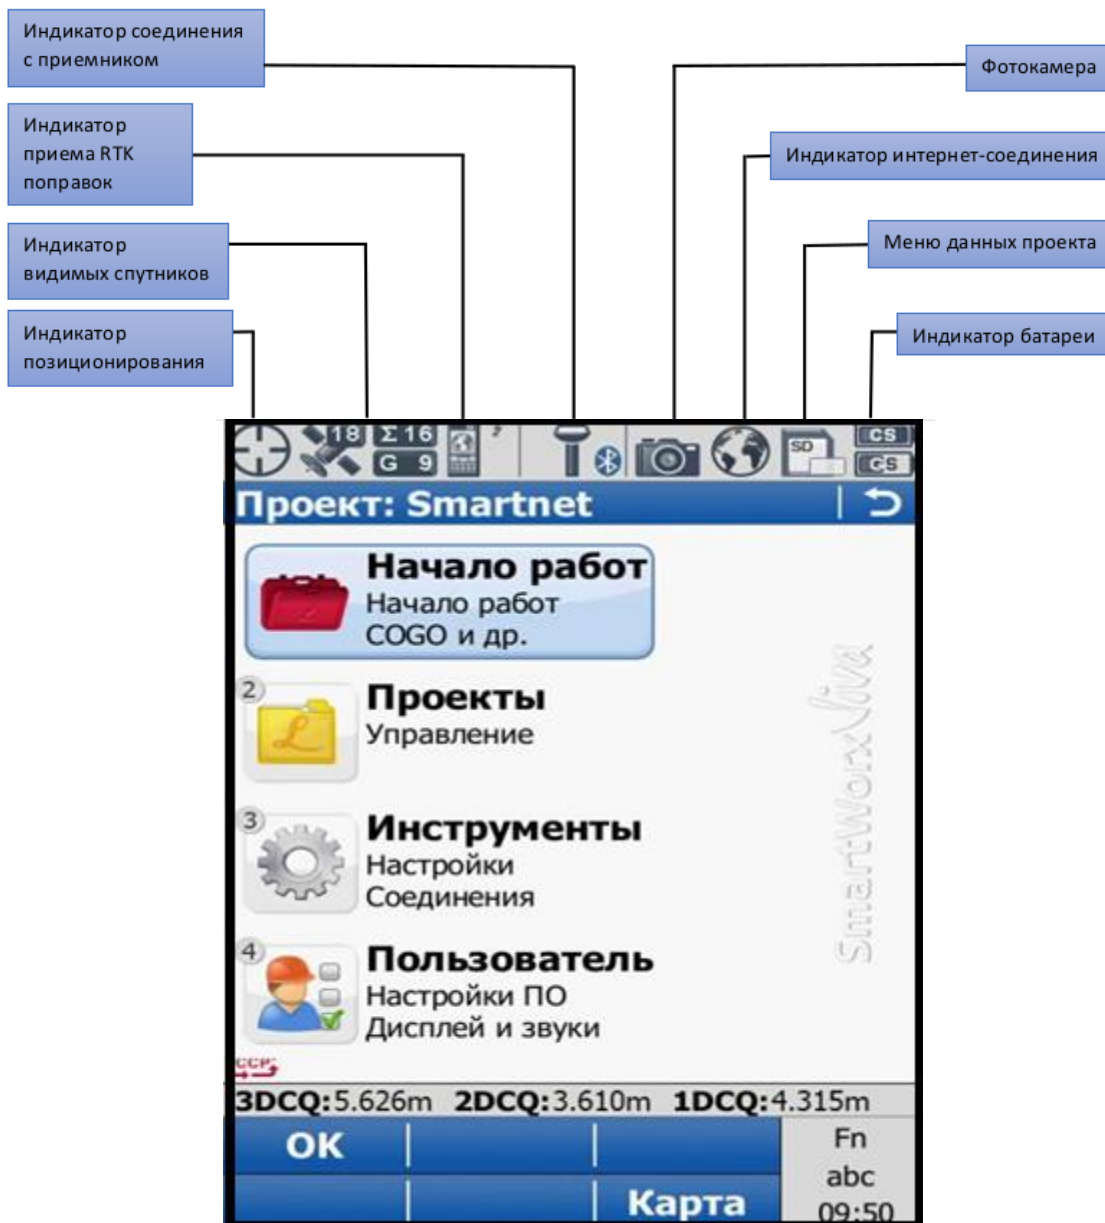 Индикатор соединения
с приемником
Фотокамера
Индикатор
приема RTK
поправок
Индикатор интернет-соединения
Индикатор
видимых спутников
Меню данных проекта
Индикатор
позиционирования
Индикатор батареи
18 Σ 16
G 9
SD
CS
CS
Проект: Smartnet
Начало работ
Начало работ
COGO и др.
2
Проекты
Управление
3
Инструменты
Настройки
Соединения
4
Пользователь
Настройки ПО
Дисплей и звуки
SmartWorx Viva
CCP
3DCQ:5.626m 2DCQ:3.610m 1DCQ:4.315m
OK
Fn
abc
Карта
09:50